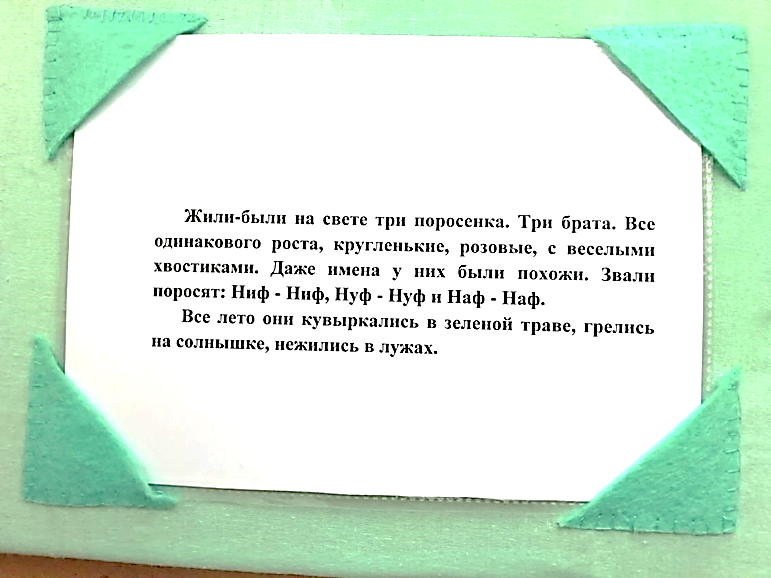 Жили-были на свете три поросенка. Три брата. Все
одинакового роста, кругленькие, розовые, с веселыми
хвостиками. Даже имена у них были похожи. Звали
поросят: Ниф - Ниф, Нуф - Нуф и Наф - Наф.
Все лето они кувыркались в зеленой траве, грелись
на солнышке, нежились в лужах.